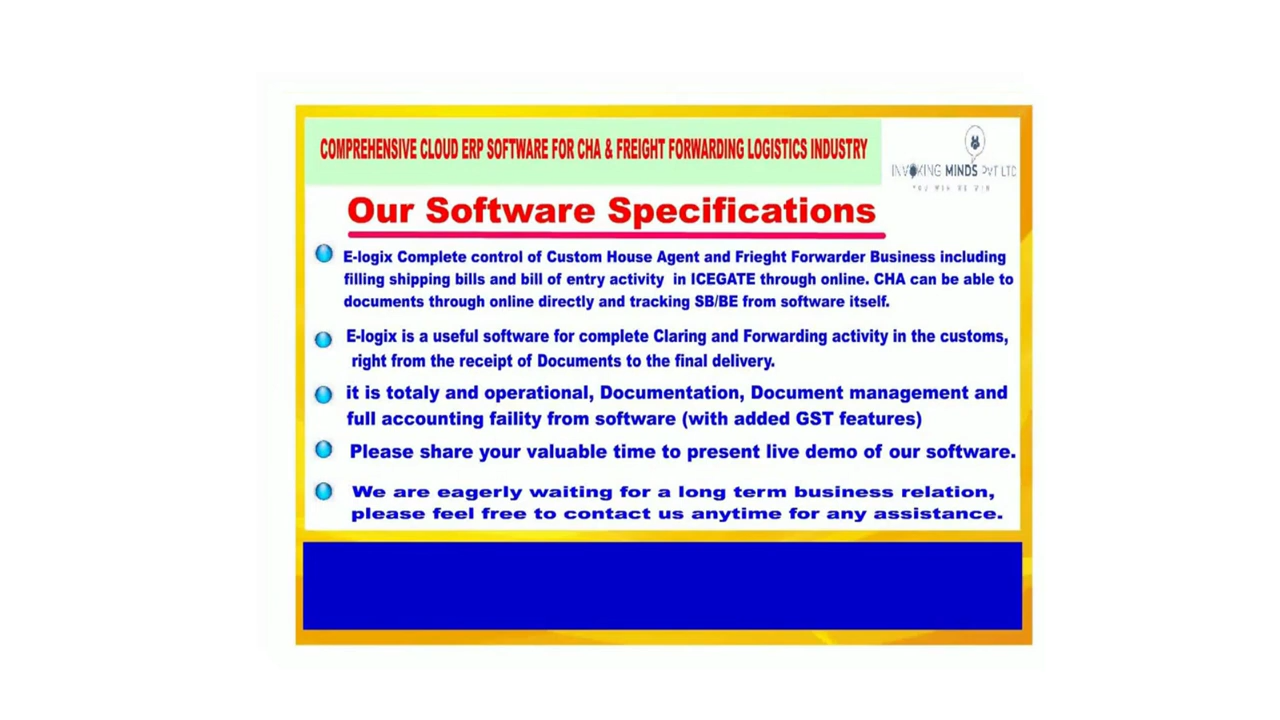 COMPREHENSIVE CLOUD ERP SOFTWARE FOR CHA & FREIGHT FORWARDING LOGISTICS INDUSTRY
INVOKING MINDS PVT LTD
Our Software Specifications
E-logix Complete control of Custom House Agent and Frieght Forwarder Business including
filling shipping bills and bill of entry activity in ICEGATE through online. CHA can be able to
documents through online directly and tracking SB/BE from software itself.
E-logix is a useful software for complete Claring and Forwarding activity in the customs,
right from the receipt of Documents to the final delivery.
it is totaly and operational, Documentation, Document management and
full accounting faility from software (with added GST features)
Please share your valuable time to present live demo of our software.
We are eagerly waiting for a long term business relation,
please feel free to contact us anytime for any assistance.